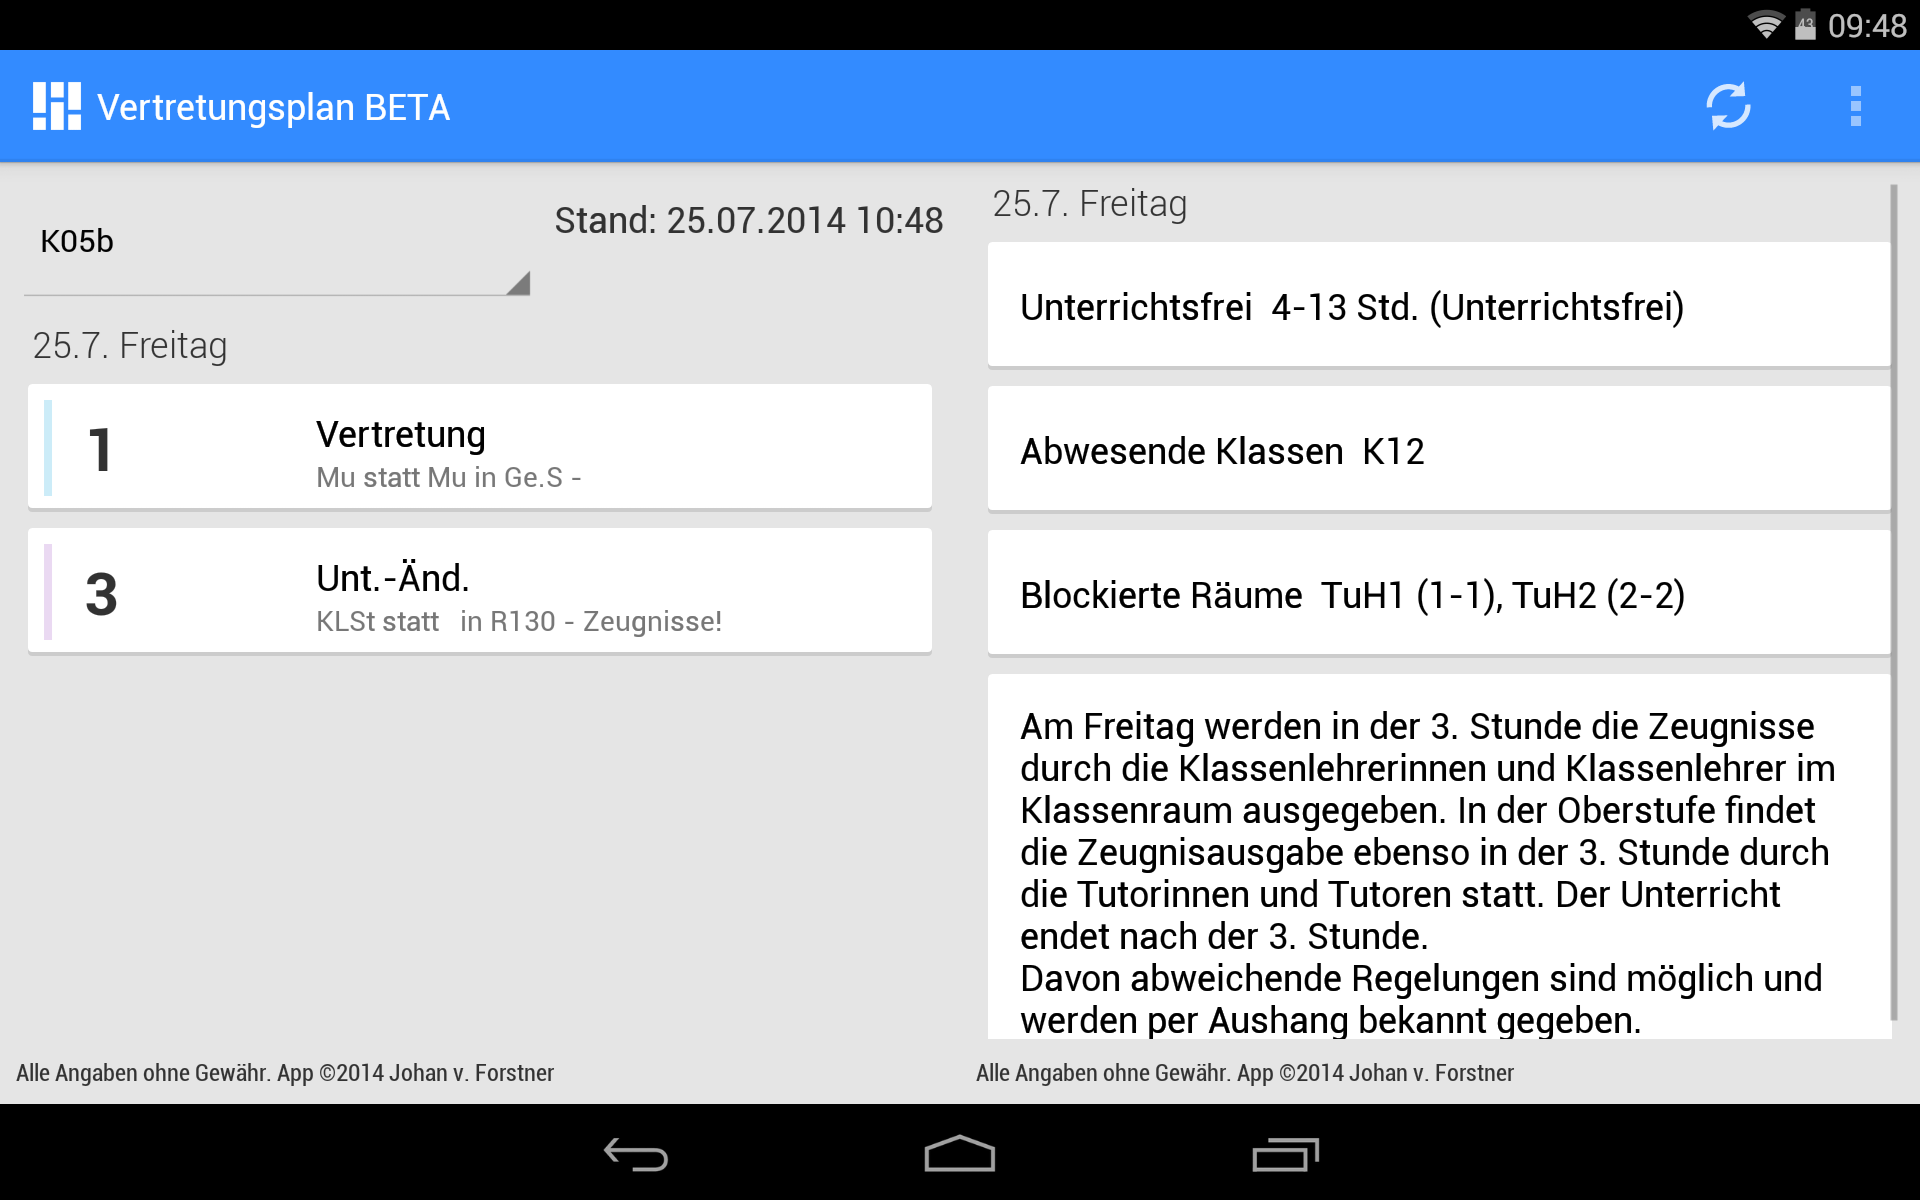 43 09:48
Vertretungsplan BETA
K05b
Stand: 25.07.2014 10:48
25.7. Freitag
1
Vertretung
Mu statt Mu in Ge.S -
3
Unt.-Änd.
KLSt statt   in R130 - Zeugnisse!
Alle Angaben ohne Gewähr. App ©2014 Johan v. Forstner
25.7. Freitag
Unterrichtsfrei  4-13 Std. (Unterrichtsfrei)
Abwesende Klassen  K12
Blockierte Räume  TuH1 (1-1), TuH2 (2-2)
Am Freitag werden in der 3. Stunde die Zeugnisse
durch die Klassenlehrerinnen und Klassenlehrer im
Klassenraum ausgegeben. In der Oberstufe findet
die Zeugnisausgabe ebenso in der 3. Stunde durch
die Tutorinnen und Tutoren statt. Der Unterricht
endet nach der 3. Stunde.
Davon abweichende Regelungen sind möglich und
werden per Aushang bekannt gegeben.
Alle Angaben ohne Gewähr. App ©2014 Johan v. Forstner